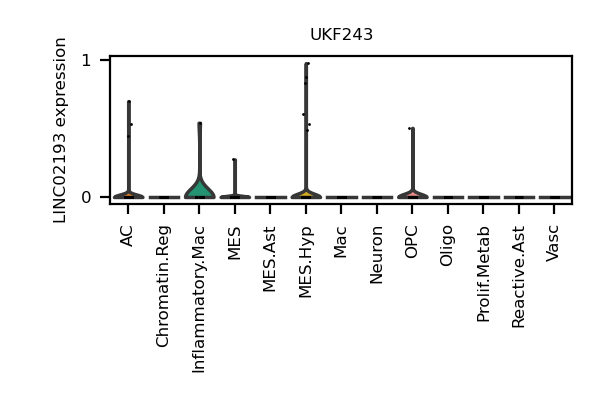 UKF243
LINC02193 expression
1
0
AC
Chromatin.Reg
Inflammatory.Mac
MES
MES.Ast
MES.Hyp
Mac
Neuron
OPC
Oligo
Prolif.Metab
Reactive.Ast
Vasc